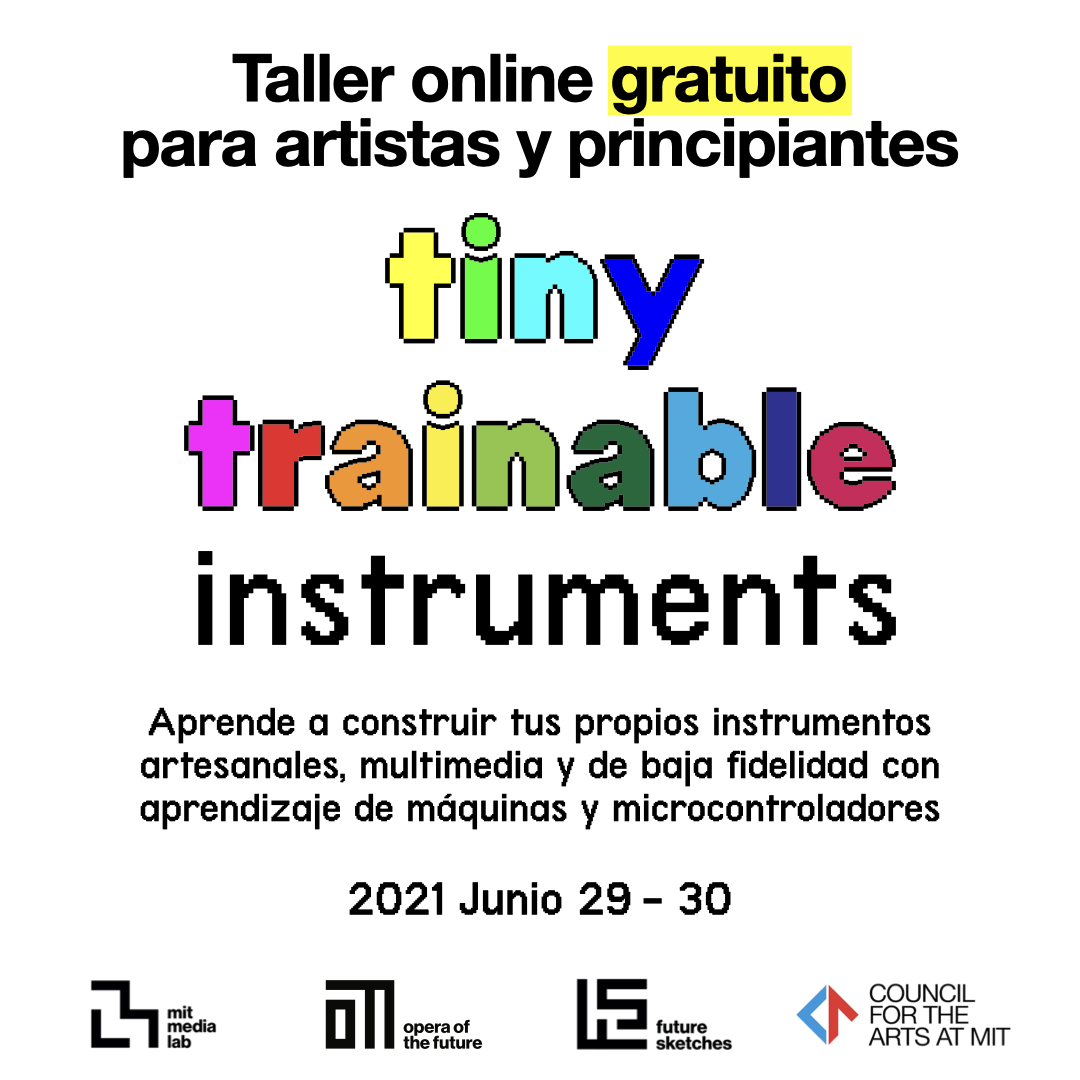 Taller online gratuito
para artistas y principiantes
tiny
trainable
instruments
Aprende a construir tus propios instrumentos
artesanales, multimedia y de baja fidelidad con
aprendizaje de máquinas y microcontroladores
2021 Junio 29 – 30
mit
media
lab
opera of
the future
future
sketches
COUNCIL
FOR THE
ARTS AT MIT